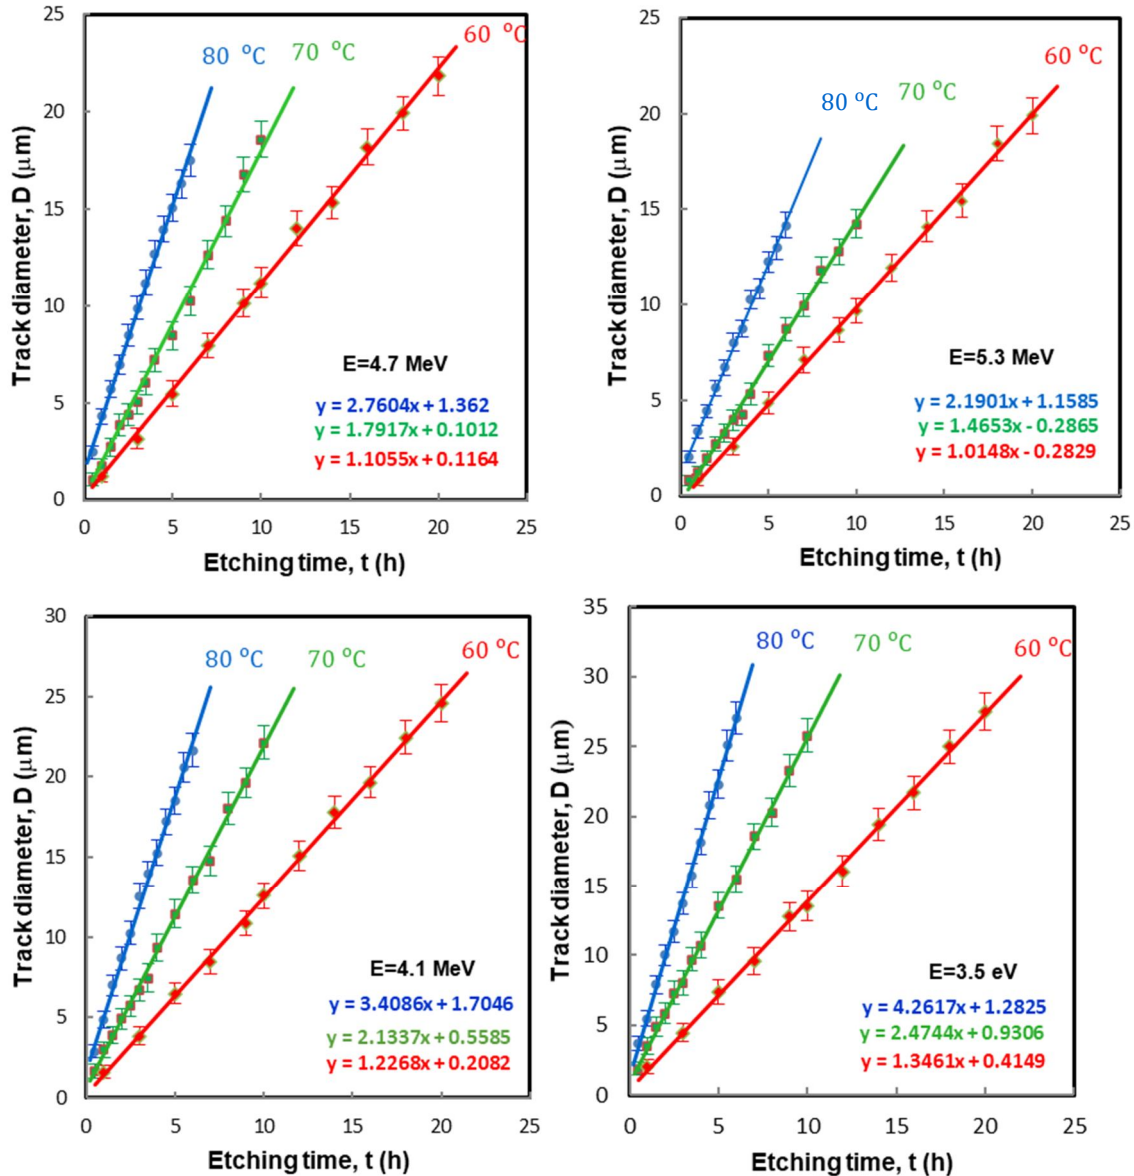 25
20
15
10
5
0
Track diameter, D (μm)
80 °C
70 °C
60 °C
E=4.7 MeV
y = 2.7604x + 1.362
y = 1.7917x + 0.1012
y = 1.1055x + 0.1164
0 5 10 15 20 25
Etching time, t (h)
25
20
15
10
5
0
Track diameter, D (μm)
80 °C
70 °C
60 °C
E=5.3 MeV
y = 2.1901x + 1.1585
y = 1.4653x - 0.2865
y = 1.0148x - 0.2829
0 5 10 15 20 25
Etching time, t (h)
30
25
20
15
10
5
0
Track diameter, D (μm)
80 °C
70 °C
60 °C
E=4.1 MeV
y = 3.4086x + 1.7046
y = 2.1337x + 0.5585
y = 1.2268x + 0.2082
0 5 10 15 20 25
Etching time, t (h)
35
30
25
20
15
10
5
0
Track diameter, D (μm)
80 °C
70 °C
60 °C
E=3.5 eV
y = 4.2617x + 1.2825
y = 2.4744x + 0.9306
y = 1.3461x + 0.4149
0 5 10 15 20 25
Etching time, t (h)